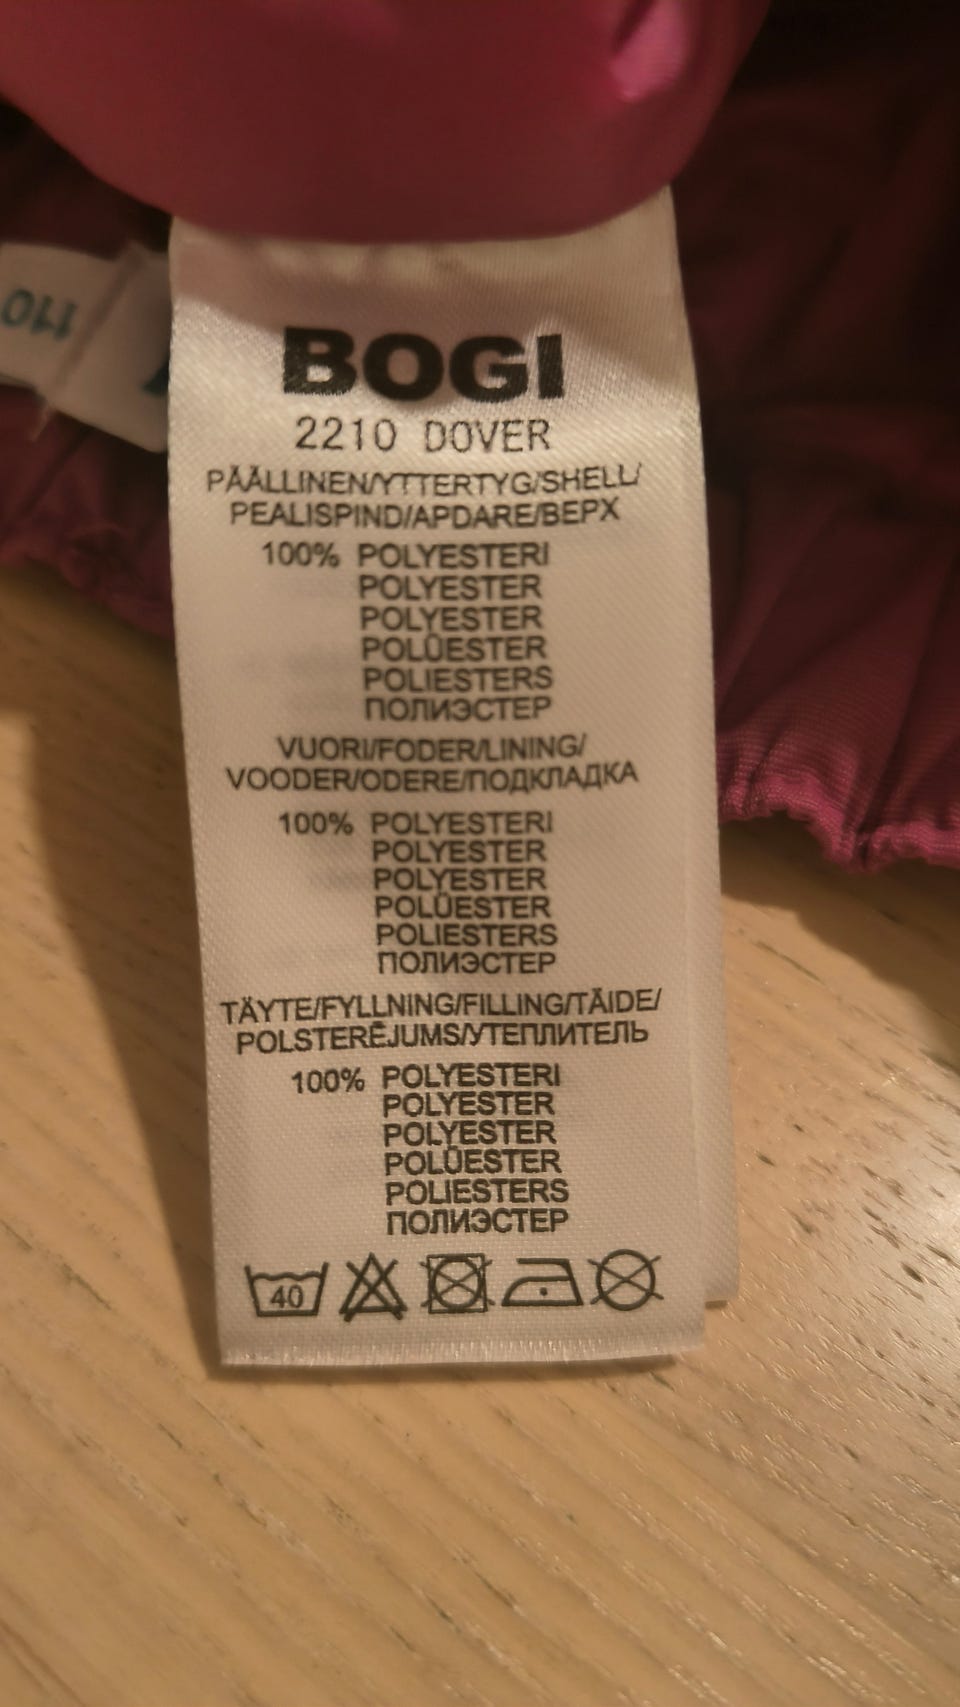 110
BOGI
2210 DOVER
PÄÄLLINEN/YTTERTYG/SHELL/
PEALISPIND/APDARE/ВЕРХ
100% POLYESTERI
POLYESTER
POLYESTER
POLÜESTER
POLIESTERS
ПОЛИЭСТЕР
VUORI/FODER/LINING/
VOODER/ODERE/ПОДКЛАДКА
100% POLYESTERI
POLYESTER
POLYESTER
POLÜESTER
POLIESTERS
ПОЛИЭСТЕР
TÄYTE/FYLLNING/FILLING/TÄIDE/
POLSTERĒJUMS/УТЕПЛИТЕЛЬ
100% POLYESTERI
POLYESTER
POLYESTER
POLÜESTER
POLIESTERS
ПОЛИЭСТЕР
40